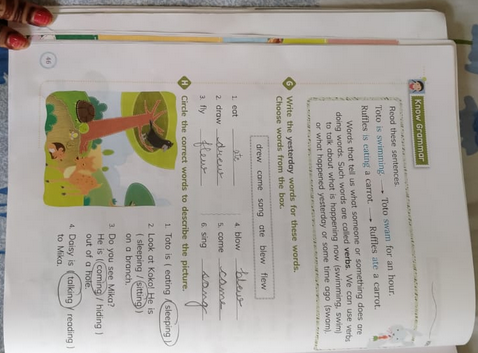 Know Grammar
Read these sentences.
Toto is swimming. → Toto swam for an hour.
Ruffles is eating a carrot. → Ruffles ate a carrot.
Words that tell us what someone or something does are
doing words. Such words are called verbs. We can use verbs
to talk about what is happening now (swimming, swim)
or what happened yesterday or some time ago (swam).
G Write the yesterday words for these words.
Choose words from the box.
drew came sang ate blew flew
1. eat ate
2. draw drew
3. fly flew
4. blow blew
5. come came
6. sing sang
H Circle the correct words to describe the picture.
1. Toto is ( eating / sleeping )
2. Look at Koko! He is
( sleeping / sitting )
on a branch.
3. Do you see Mika?
He is ( coming / hiding )
out of a hole.
4. Daisy is ( talking / reading )
to Mika.